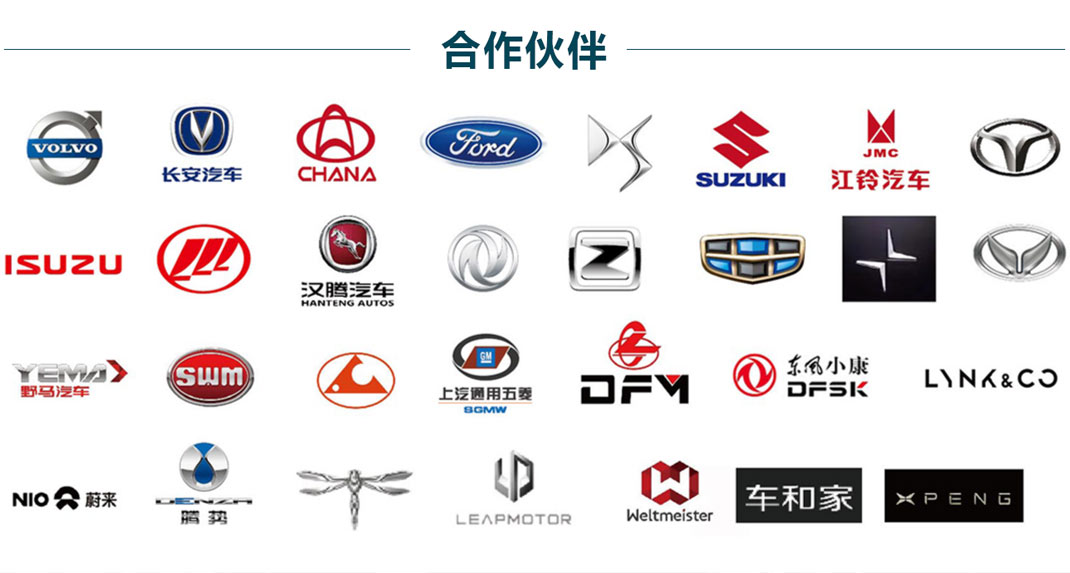 合作伙伴
VOLVO
长安汽车
CHANA
Ford
SUZUKI
JMC
江铃汽车
ISUZU
汉腾汽车
HANTENG AUTOS
YEMA
野马汽车
SWM
GM
上汽通用五菱
SGMW
DFM
东风小康
DFSK
LYNK&CO
NIO 蔚来
DENZA
腾势
LEAPMOTOR
Weltmeister
车和家
XPENG